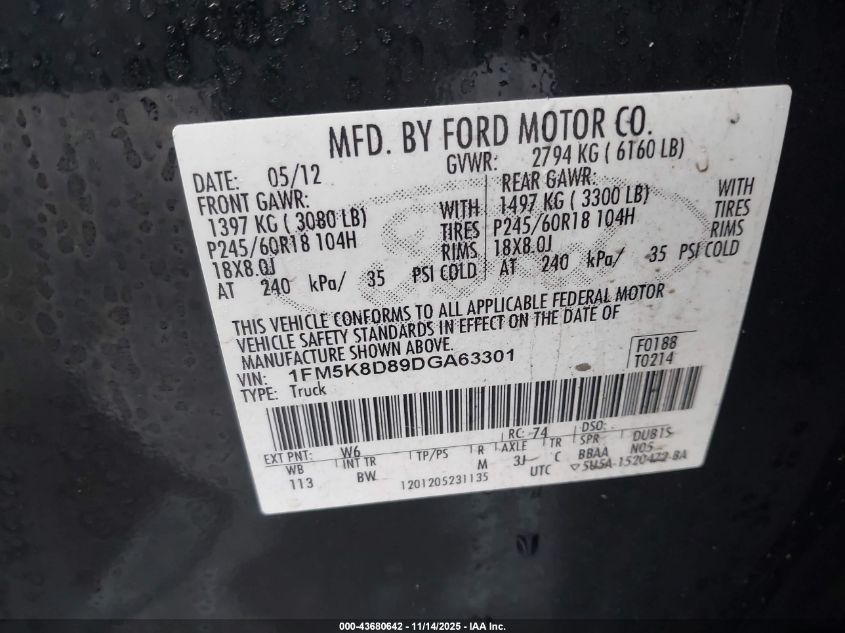 MFD. BY FORD MOTOR CO.
DATE: 05/12 GVWR: 2794 KG ( 6160 LB)
FRONT GAWR: REAR GAWR:
1397 KG ( 3080 LB) WITH 1497 KG ( 3300 LB) WITH
P245/60R18 104H TIRES P245/60R18 104H TIRES
18X8.0J RIMS 18X8.0J RIMS
AT 240 kPa/ 35 PSI COLD AT 240 kPa/ 35 PSI COLD
THIS VEHICLE CONFORMS TO ALL APPLICABLE FEDERAL MOTOR
VEHICLE SAFETY STANDARDS IN EFFECT ON THE DATE OF
MANUFACTURE SHOWN ABOVE.
VIN: 1FM5K8D89DGA63301 F0188
TYPE: Truck T0214
EXT PNT: W6 RC: 74 DSO:
WB INT TR TP/PS R AXLE TR SPR DUB1S
113 BW M 3J C BBAA N05
1201205231135 UTC 5U5A-1520472-BA
000-43680642 - 11/14/2025 - IAA Inc.